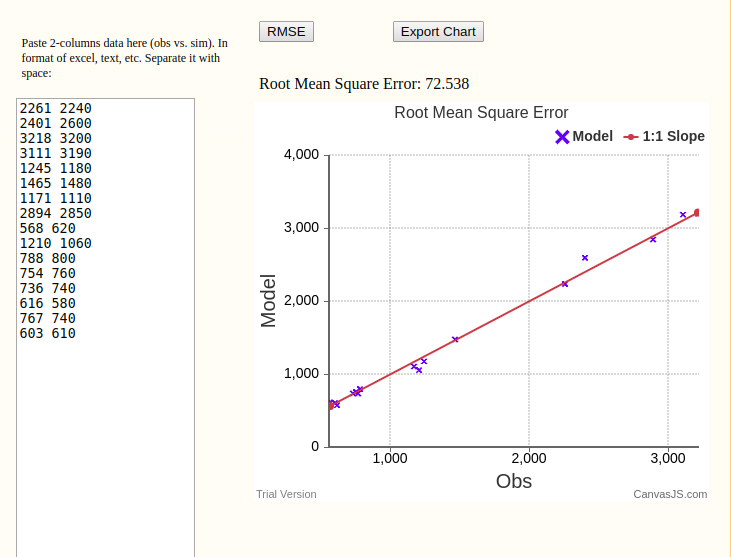 RMSE
Export Chart
Paste 2-columns data here (obs vs. sim). In
format of excel, text, etc. Separate it with
space:
Root Mean Square Error: 72.538
2261 2240
2401 2600
3218 3200
3111 3190
1245 1180
1465 1480
1171 1110
2894 2850
568 620
1210 1060
788 800
754 760
736 740
616 580
767 740
603 610
Root Mean Square Error
Model
1:1 Slope
4,000
3,000
2,000
1,000
0
Model
1,000
2,000
3,000
Obs
Trial Version
CanvasJS.com